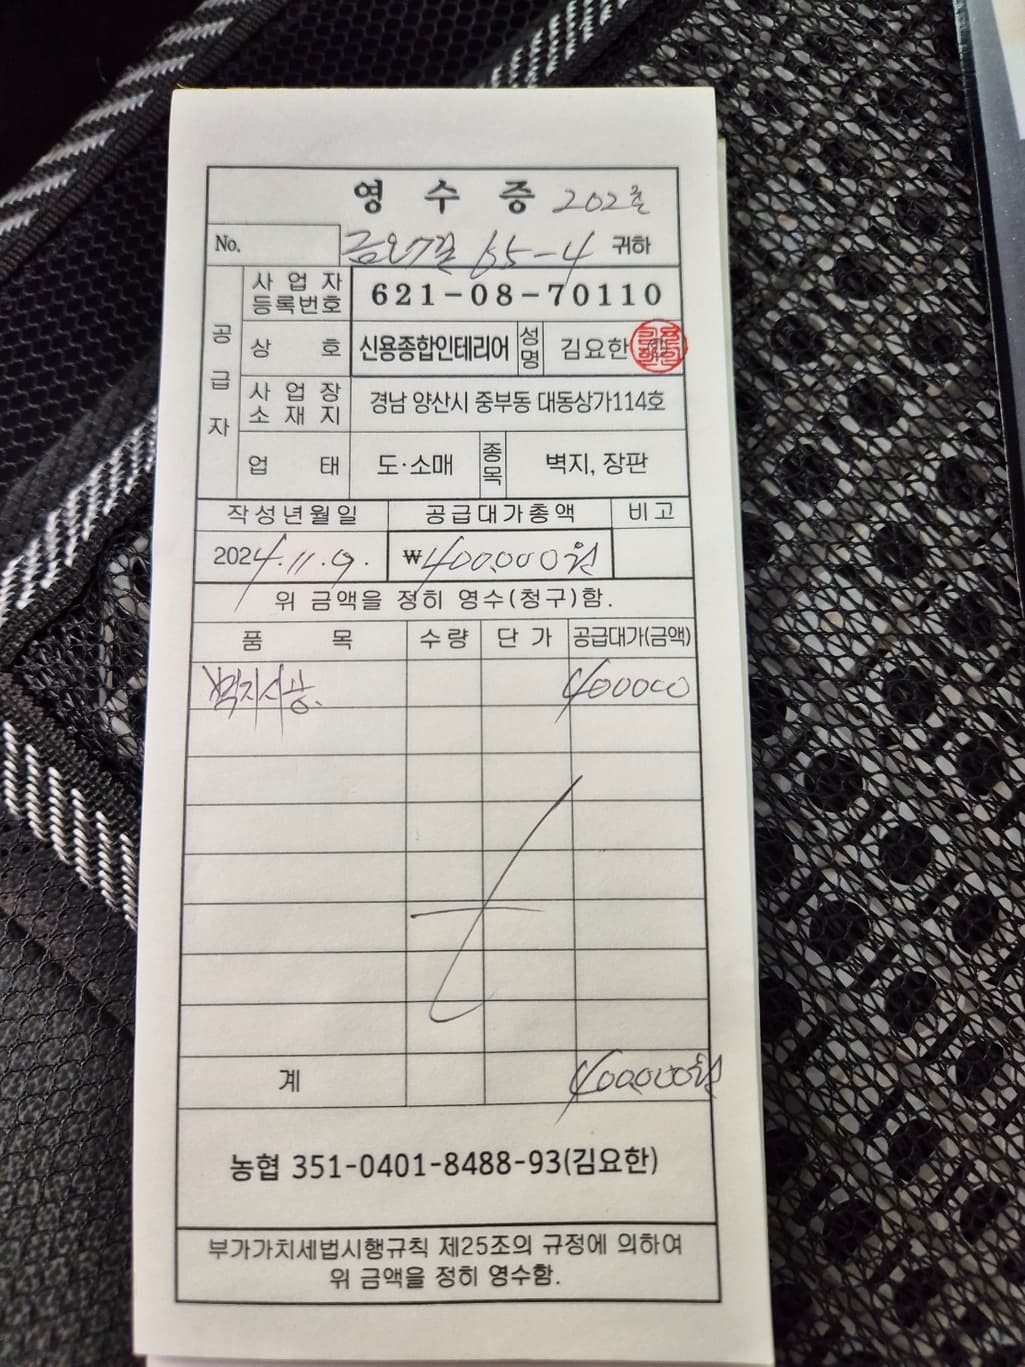 영 수 증 202호
No. 금오7길 65-4 귀하
공급자
사 업 자 등록번호 621-08-70110
상 호 신용종합인테리어 성명 김요한
사 업 장 소 재 지 경남 양산시 중부동 대동상가114호
업 태 도·소매 종목 벽지, 장판
작성년월일 공급대가총액 비고
2024.11.9. ₩400,000원
위 금액을 정히 영수(청구)함.
품 목 수량 단가 공급대가(금액)
벽지시공. 400000
계 400,000원
농협 351-0401-8488-93(김요한)
부가가치세법시행규칙 제25조의 규정에 의하여
위 금액을 정히 영수함.